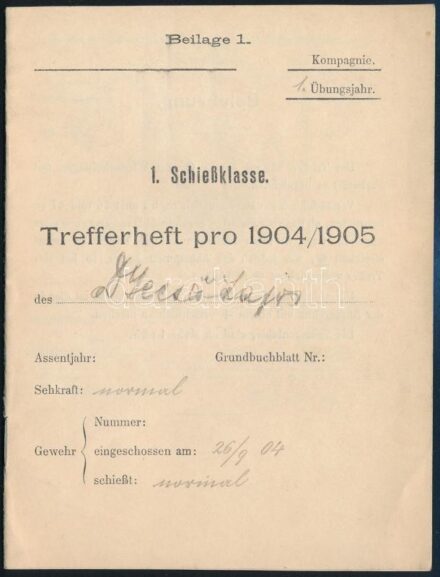 Beilage 1.
Kompagnie.
1. Übungsjahr.
1. Schießklasse.
Trefferheft pro 1904/1905
des Lajos
Assentjahr: Grundbuchblatt Nr.:
Sehkraft: normal
Nummer:
Gewehr eingeschossen am: 26/9 04
schießt: normal